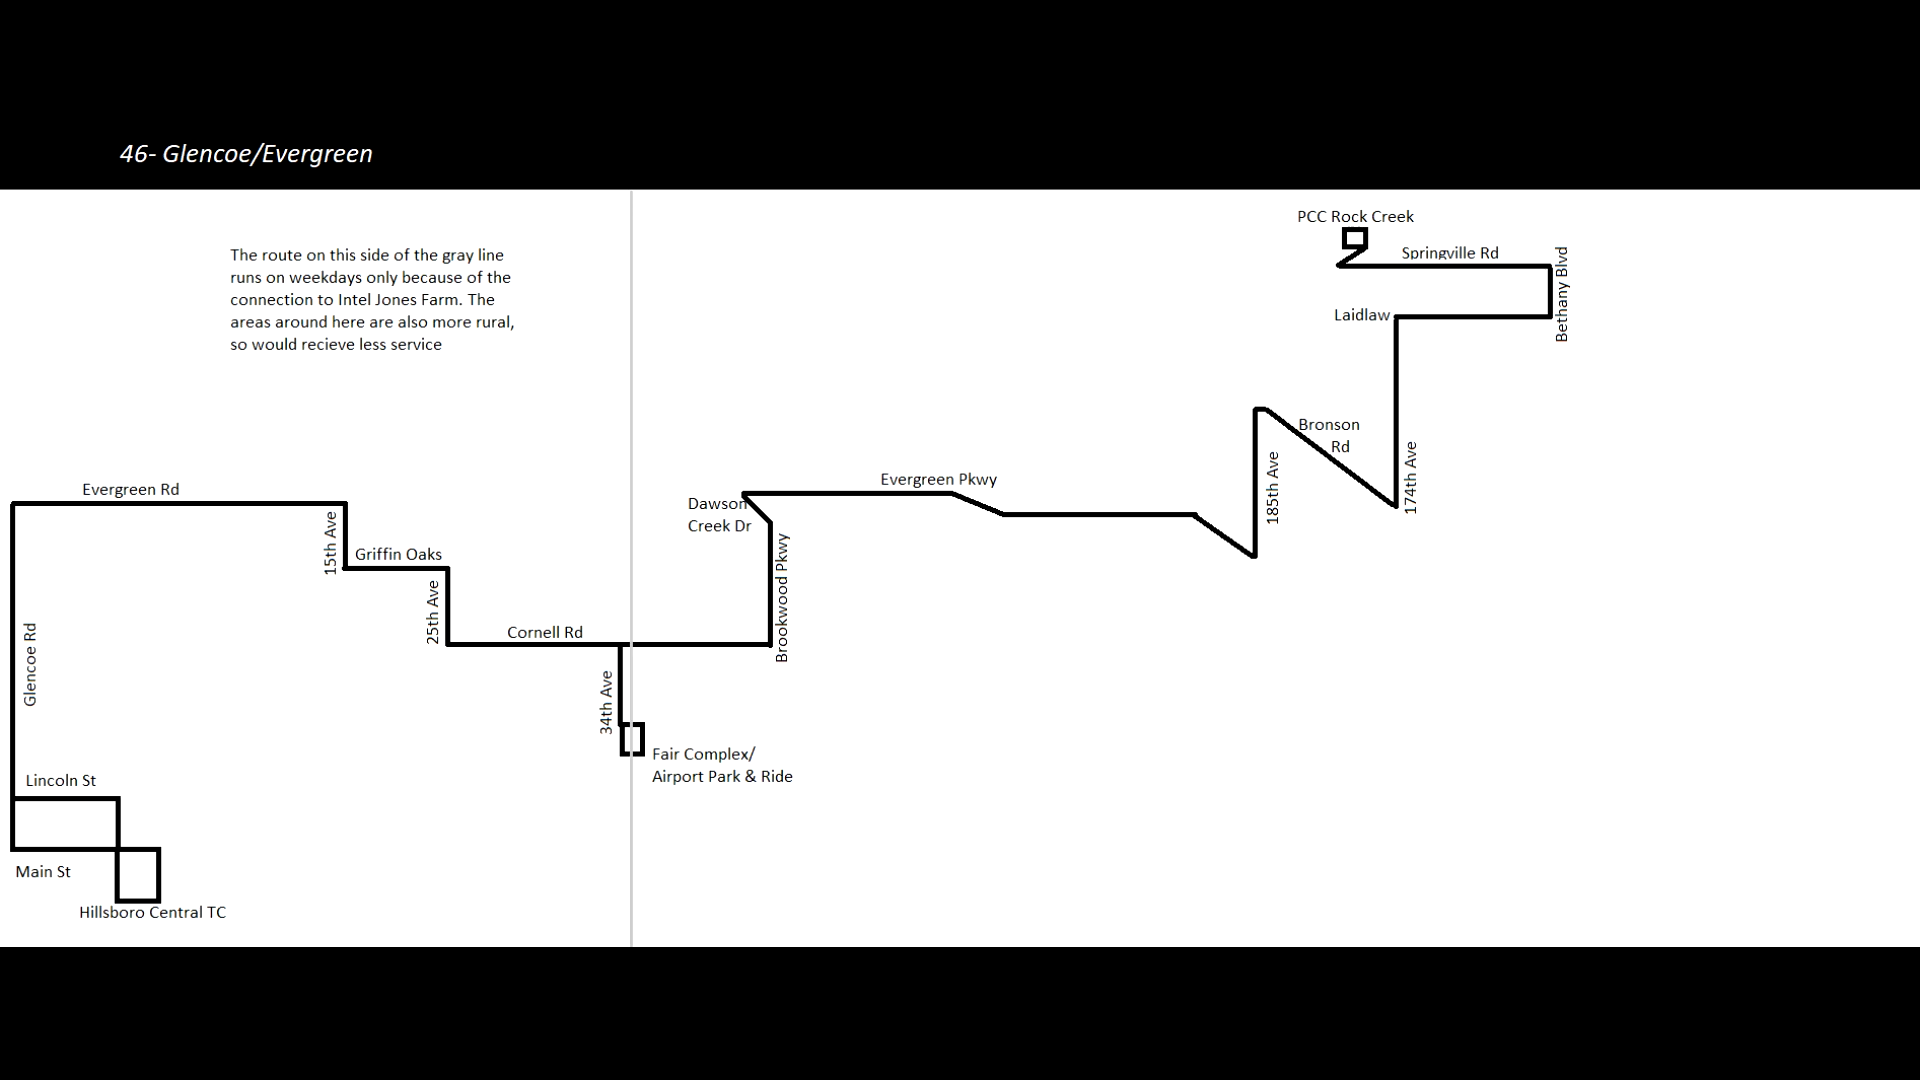 46- Glencoe/Evergreen
The route on this side of the gray line
runs on weekdays only because of the
connection to Intel Jones Farm. The
areas around here are also more rural,
so would recieve less service
PCC Rock Creek
Springville Rd
Bethany Blvd
Laidlaw
Bronson
Rd
174th Ave
185th Ave
Evergreen Pkwy
Dawson
Creek Dr
Brookwood Pkwy
Evergreen Rd
15th Ave
Griffin Oaks
25th Ave
Cornell Rd
34th Ave
Fair Complex/
Airport Park & Ride
Glencoe Rd
Lincoln St
Main St
Hillsboro Central TC